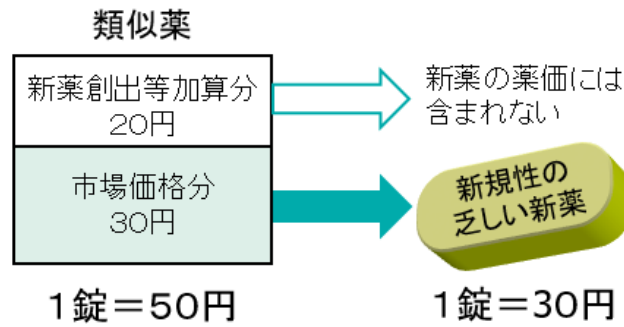 類似薬
新薬創出等加算分
20円
新薬の薬価には
含まれない
市場価格分
30円
新規性の
乏しい新薬
1錠＝50円
1錠＝30円